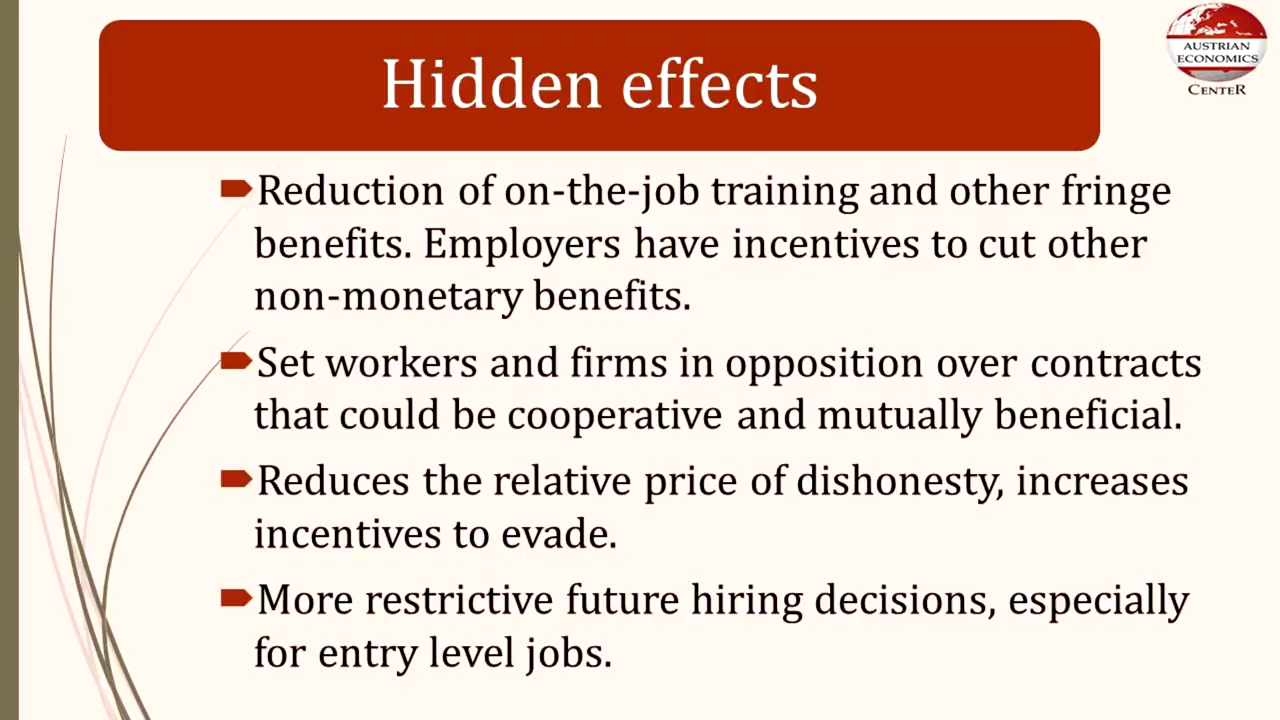 Hidden effects
AUSTRIAN
ECONOMICS
CENTER
Reduction of on-the-job training and other fringe
benefits. Employers have incentives to cut other
non-monetary benefits.
Set workers and firms in opposition over contracts
that could be cooperative and mutually beneficial.
Reduces the relative price of dishonesty, increases
incentives to evade.
More restrictive future hiring decisions, especially
for entry level jobs.